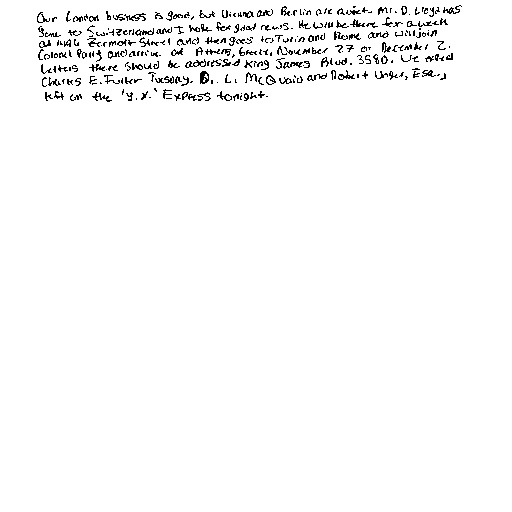 Our London business is good, but Vienna and Berlin are quiet. Mr. D. Lloyd has
gone to Switzerland and I hope for good news. He will be there for a week
at 1496 Zermott Street and then goes to Turin and Rome and will join
Colonel Parry and arrive at Athens, Greece, November 27 or December 2.
Letters there should be addressed King James Blvd. 3580. We expect
Charles E. Fuller Tuesday. Dr. L. McQuaid and Robert Unger, Esq.,
left on the 'Y.X.' Express tonight.